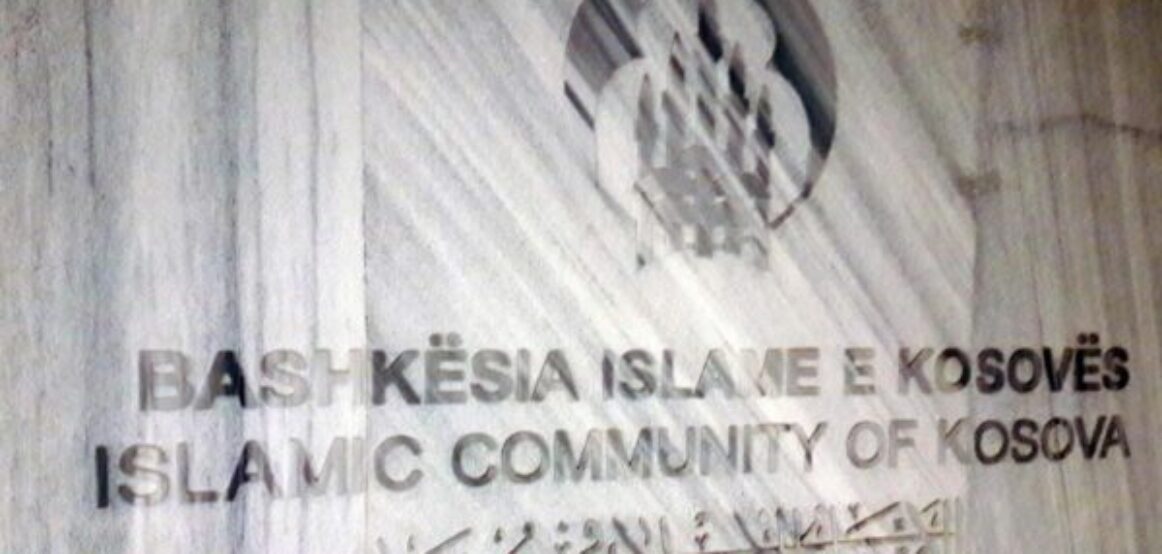 BASHKËSIA ISLAME E KOSOVËS
ISLAMIC COMMUNITY OF KOSOVA